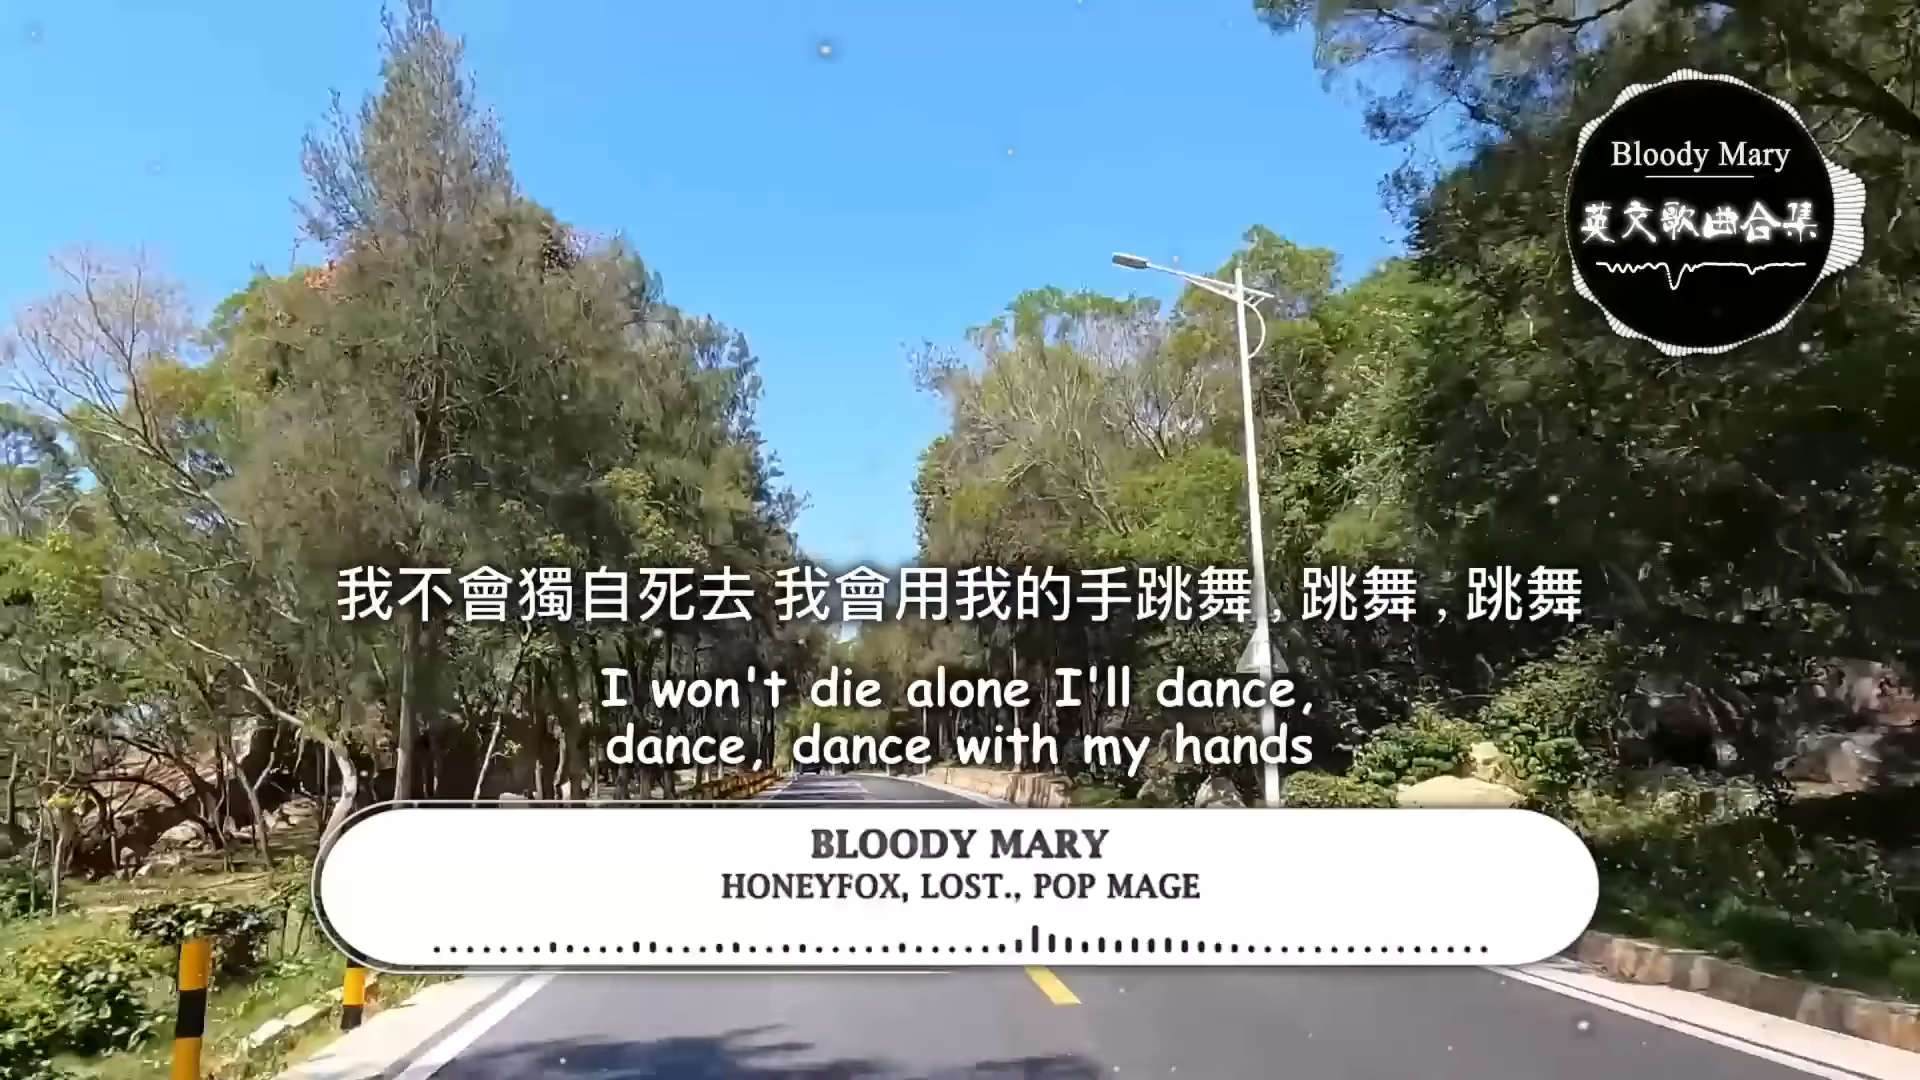 Bloody Mary
英文歌曲合集
我不會獨自死去 我會用我的手跳舞 , 跳舞 , 跳舞
I won't die alone I'll dance,
dance, dance with my hands
BLOODY MARY
HONEYFOX, LOST., POP MAGE